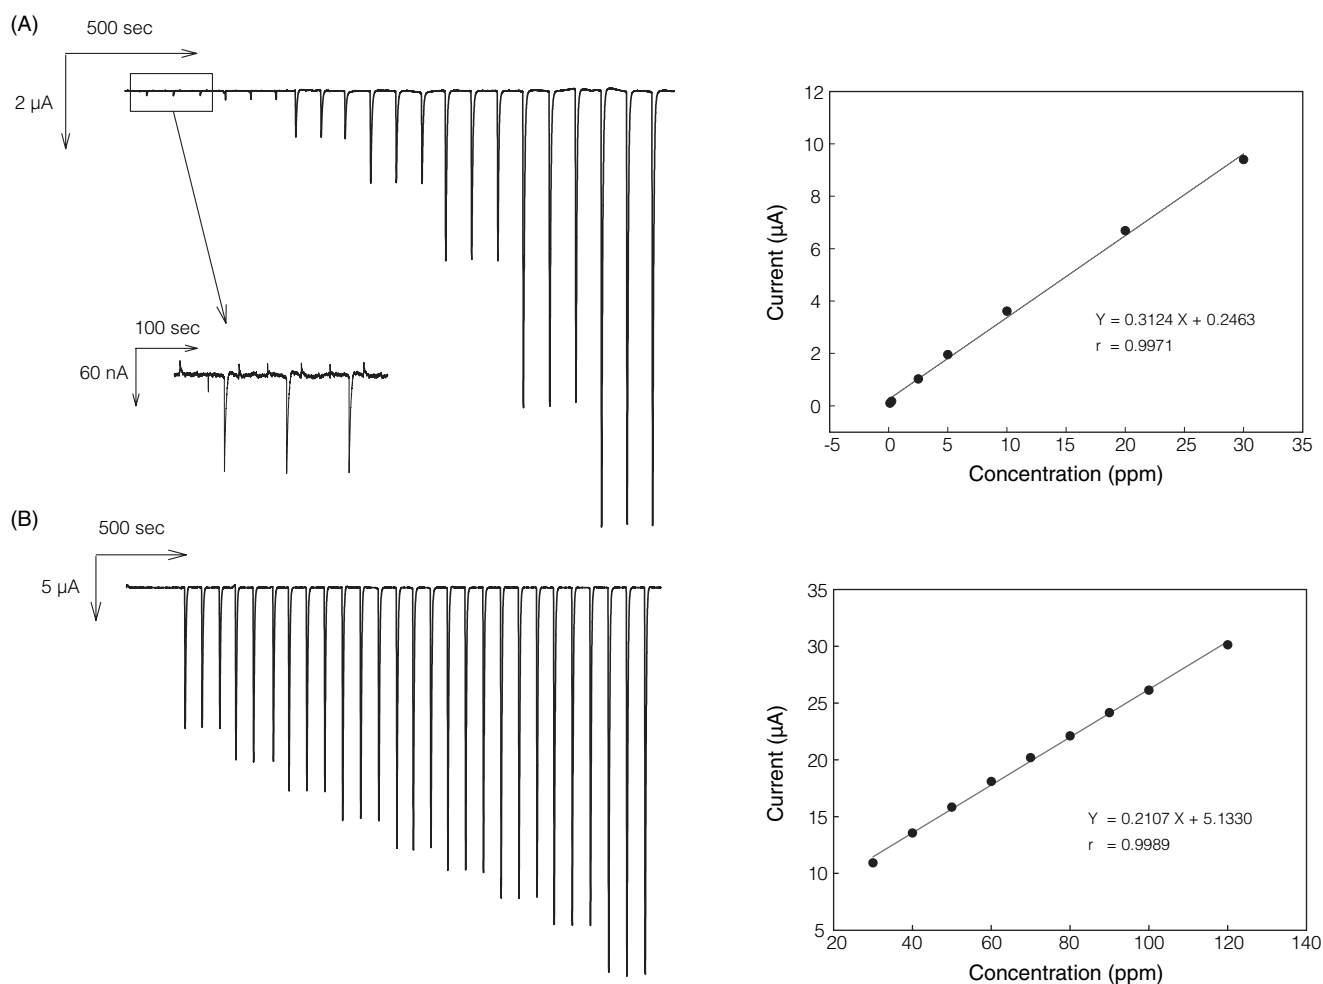 (A)
500 sec
2 µA
100 sec
60 nA
12
10
8
6
4
2
0
-5 0 5 10 15 20 25 30 35
Current (µA)
Concentration (ppm)
Y = 0.3124 X + 0.2463
r = 0.9971
(B)
500 sec
5 µA
35
30
25
20
15
10
5
20 40 60 80 100 120 140
Current (µA)
Concentration (ppm)
Y = 0.2107 X + 5.1330
r = 0.9989